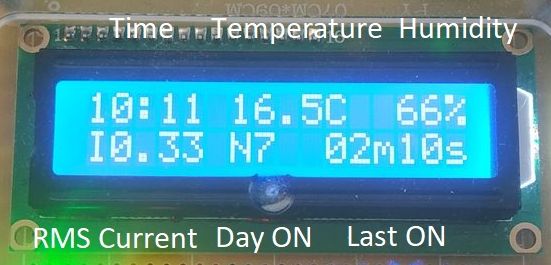 Time Temperature Humidity
10:11 16.5C 66%
I0.33 N7 02m10s
RMS Current Day ON Last ON